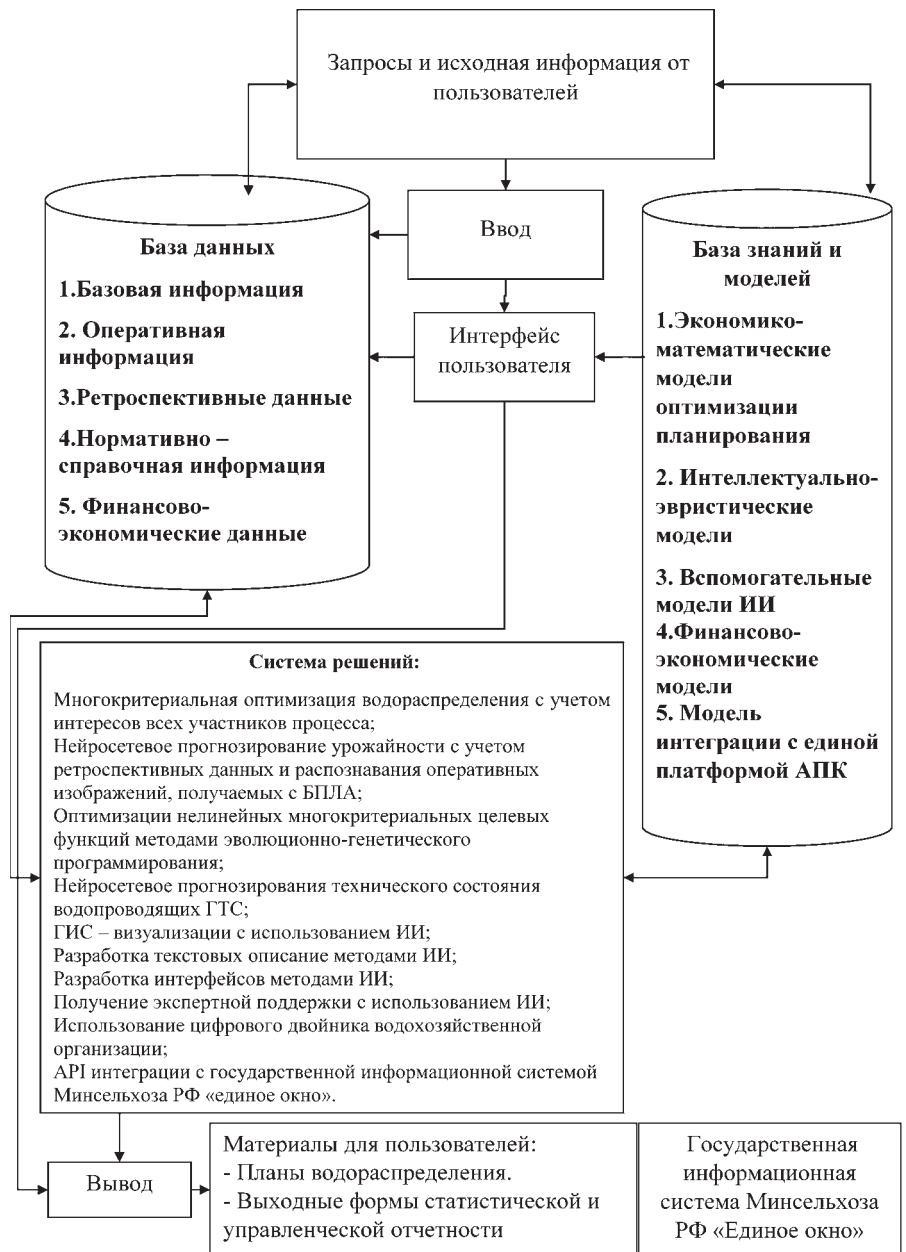 Запросы и исходная информация от
пользователей
Ввод
База данных
1.Базовая информация
2. Оперативная
информация
3.Ретроспективные данные
4.Нормативно –
справочная информация
5. Финансово-
экономические данные
Интерфейс
пользователя
База знаний и
моделей
1.Экономико-
математические
модели
оптимизации
планирования
2. Интеллектуально-
эвристические
модели
3. Вспомогательные
модели ИИ
4.Финансово-
экономические
модели
5. Модель
интеграции с единой
платформой АПК
Система решений:
Многокритериальная оптимизация водораспределения с учетом
интересов всех участников процесса;
Нейросетевое прогнозирование урожайности с учетом
ретроспективных данных и распознавания оперативных
изображений, получаемых с БПЛА;
Оптимизации нелинейных многокритериальных целевых
функций методами эволюционно-генетического
программирования;
Нейросетевое прогнозирования технического состояния
водопроводящих ГТС;
ГИС – визуализации с использованием ИИ;
Разработка текстовых описание методами ИИ;
Разработка интерфейсов методами ИИ;
Получение экспертной поддержки с использованием ИИ;
Использование цифрового двойника водохозяйственной
организации;
API интеграции с государственной информационной системой
Минсельхоза РФ «единое окно».
Вывод
Материалы для пользователей:
- Планы водораспределения.
- Выходные формы статистической и
управленческой отчетности
Государственная
информационная
система Минсельхоза
РФ «Единое окно»